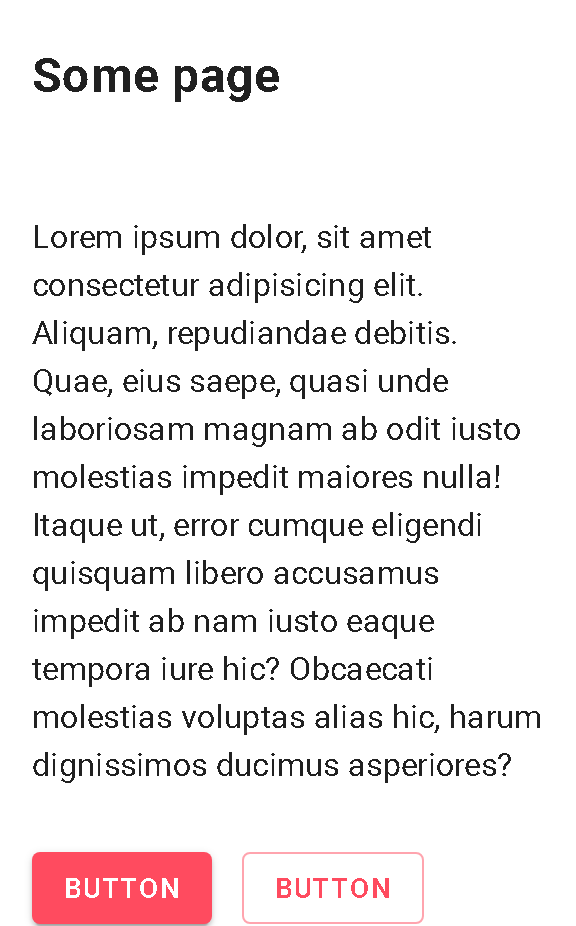 Some page
Lorem ipsum dolor, sit amet
consectetur adipisicing elit.
Aliquam, repudiandae debitis.
Quae, eius saepe, quasi unde
laboriosam magnam ab odit iusto
molestias impedit maiores nulla!
Itaque ut, error cumque eligendi
quisquam libero accusamus
impedit ab nam iusto eaque
tempora iure hic? Obcaecati
molestias voluptas alias hic, harum
dignissimos ducimus asperiores?
BUTTON BUTTON